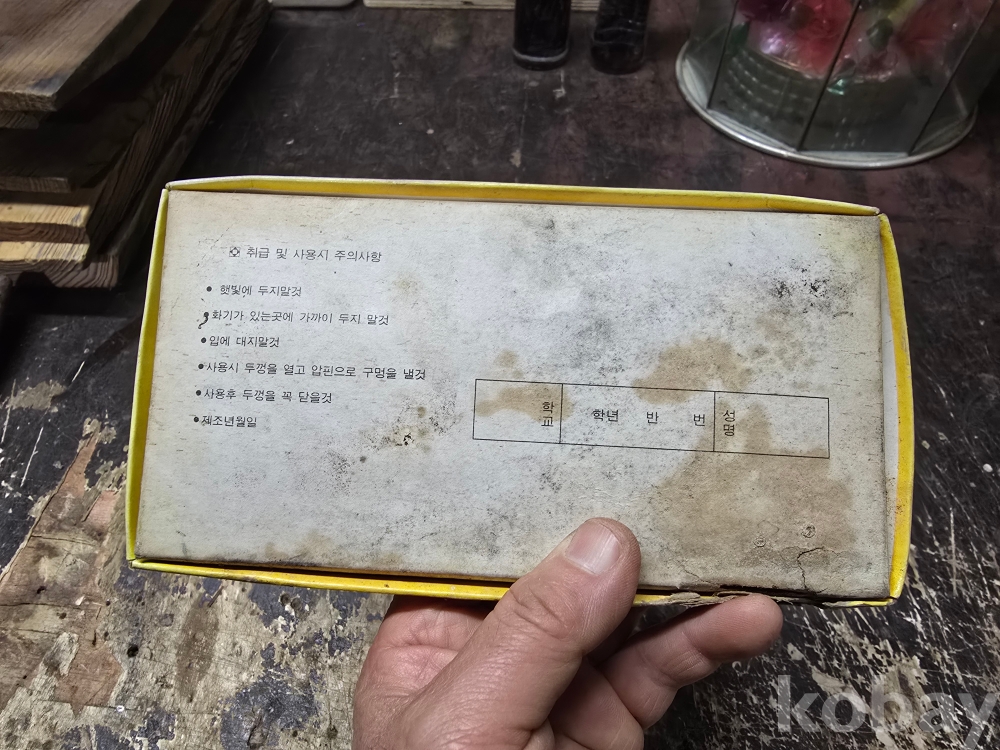 취급 및 사용시 주의사항
• 햇빛에 두지말것
• 화기가 있는곳에 가까이 두지 말것
• 입에 대지말것
• 사용시 두껑을 열고 압핀으로 구멍을 낼것
• 사용후 두껑을 꼭 닫을것
• 제조년월일
학교 학년 반 번 성명
kobay